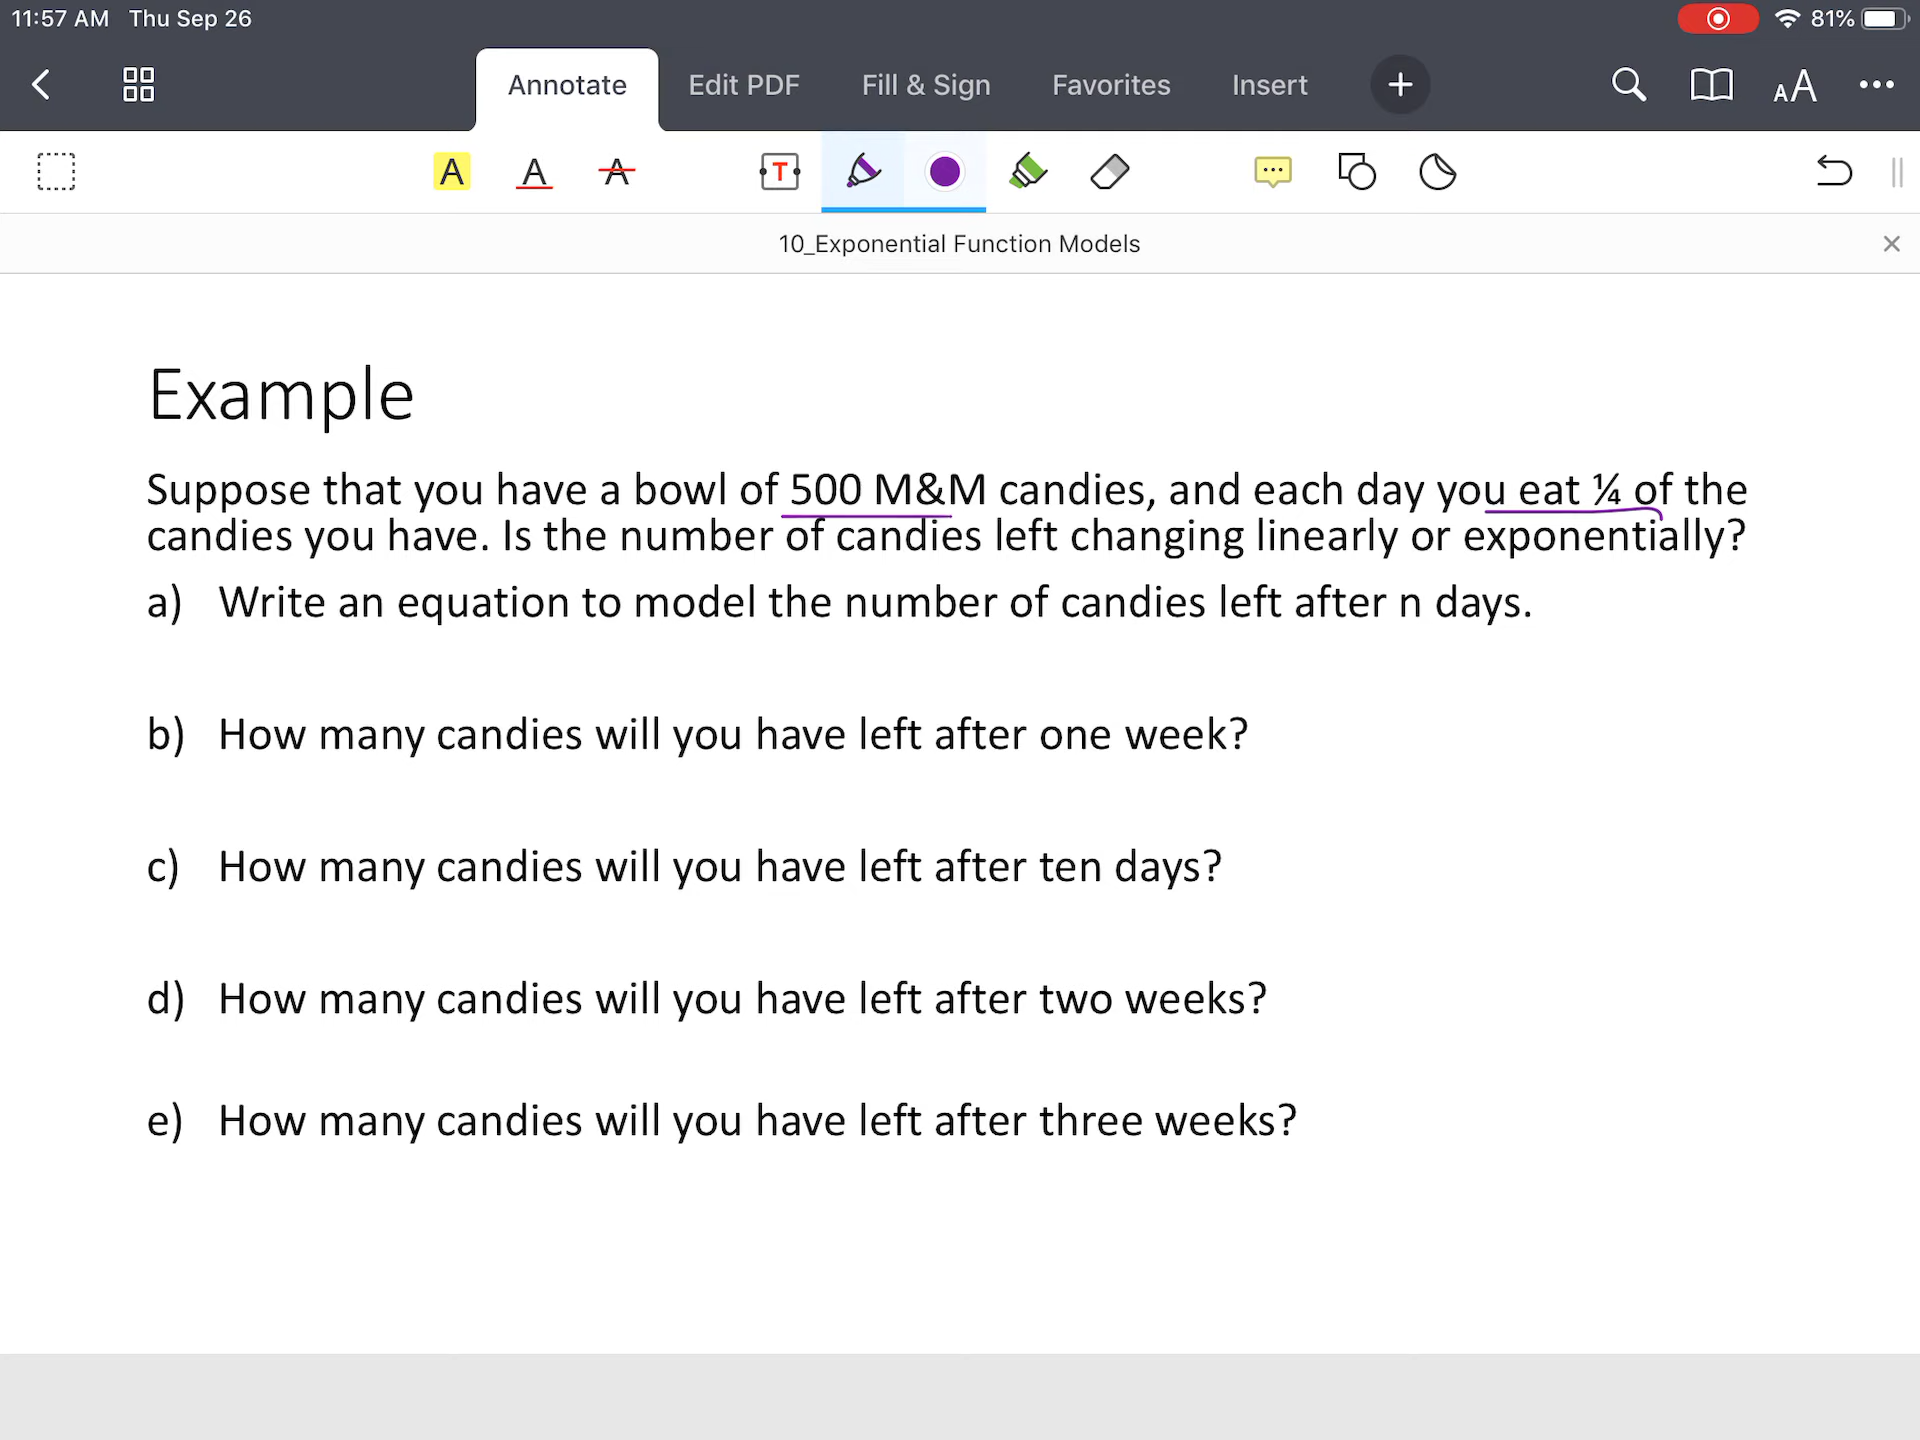 11:57 AM Thu Sep 26
81%
Annotate Edit PDF Fill & Sign Favorites Insert
AA
A A A T
10_Exponential Function Models
Example
Suppose that you have a bowl of 500 M&M candies, and each day you eat ¼ of the
candies you have. Is the number of candies left changing linearly or exponentially?
a) Write an equation to model the number of candies left after n days.
b) How many candies will you have left after one week?
c) How many candies will you have left after ten days?
d) How many candies will you have left after two weeks?
e) How many candies will you have left after three weeks?